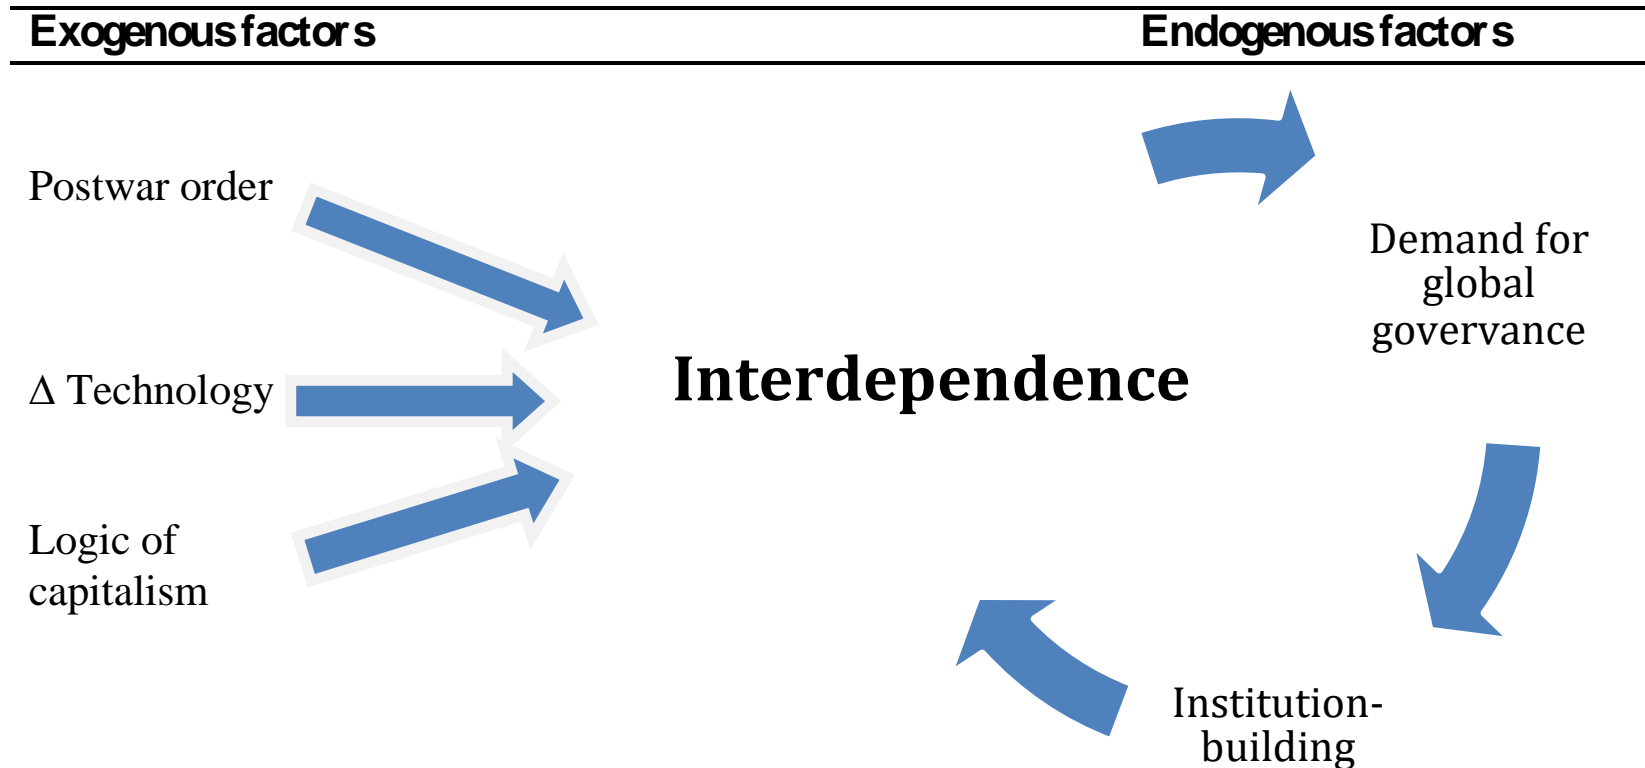 Exogenous factors
Endogenous factors
Postwar order
Demand for
global
govervance
Interdependence
Δ Technology
Logic of
capitalism
Institution-
building